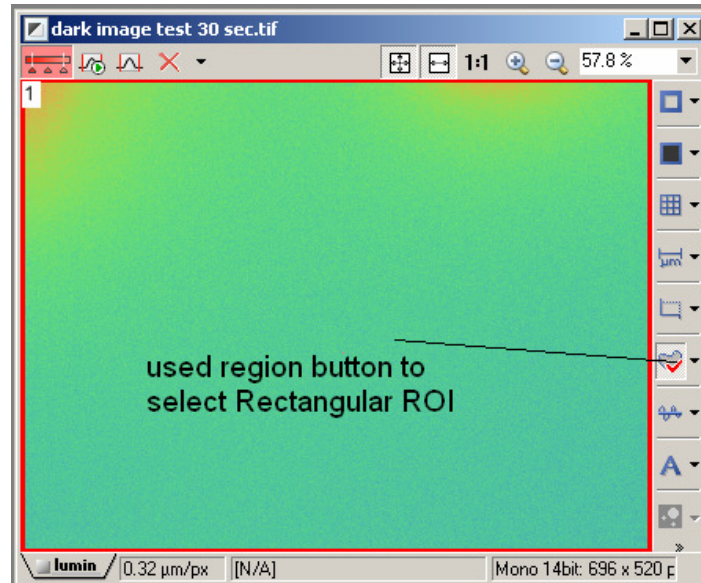 dark image test 30 sec.tif
1:1 57.8 %
1
µm
used region button to
select Rectangular ROI
A
»
lumin 0.32 µm/px [N/A] Mono 14bit: 696 x 520 p